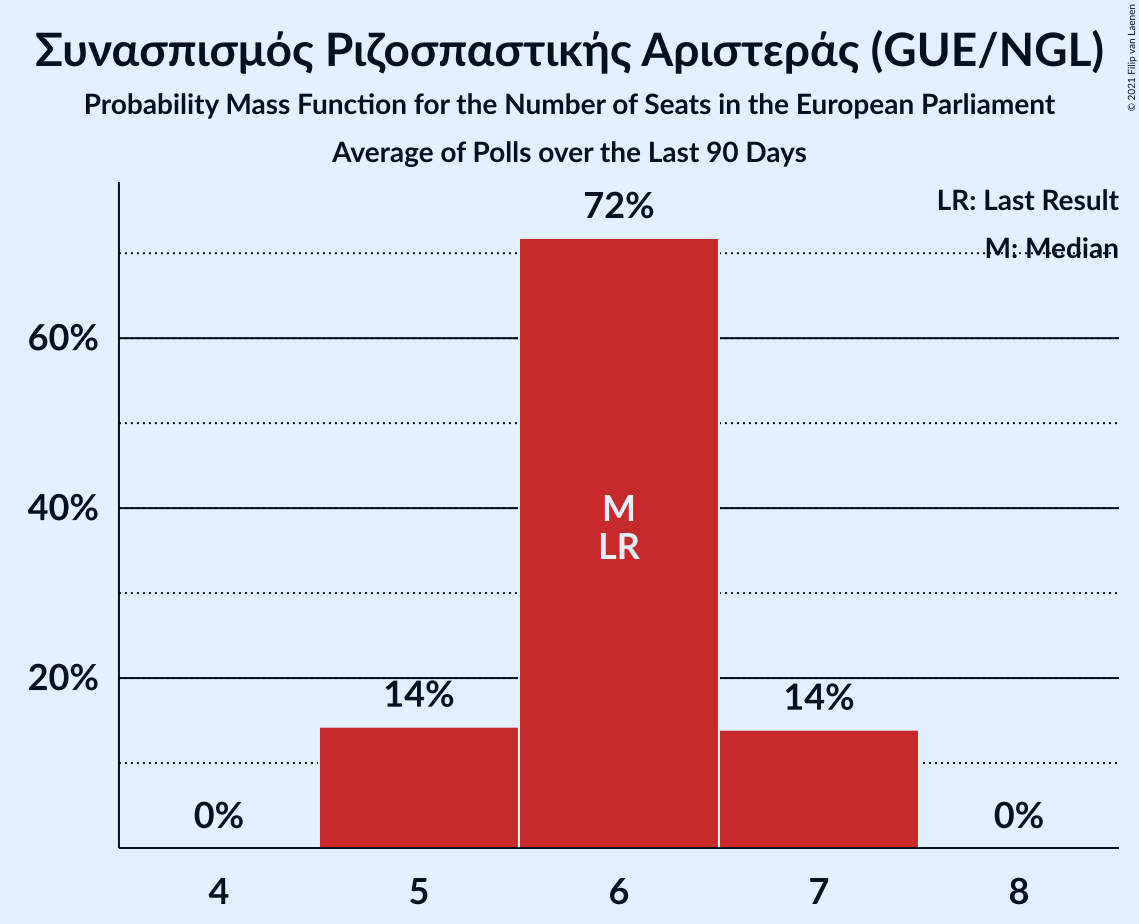 Συνασπισμός Ριζοσπαστικής Αριστεράς (GUE/NGL)
Probability Mass Function for the Number of Seats in the European Parliament
Average of Polls over the Last 90 Days
© 2021 Filip van Laenen
LR: Last Result
M: Median
72%
60%
40%
20%
M
LR
14%
14%
0%
0%
4 5 6 7 8